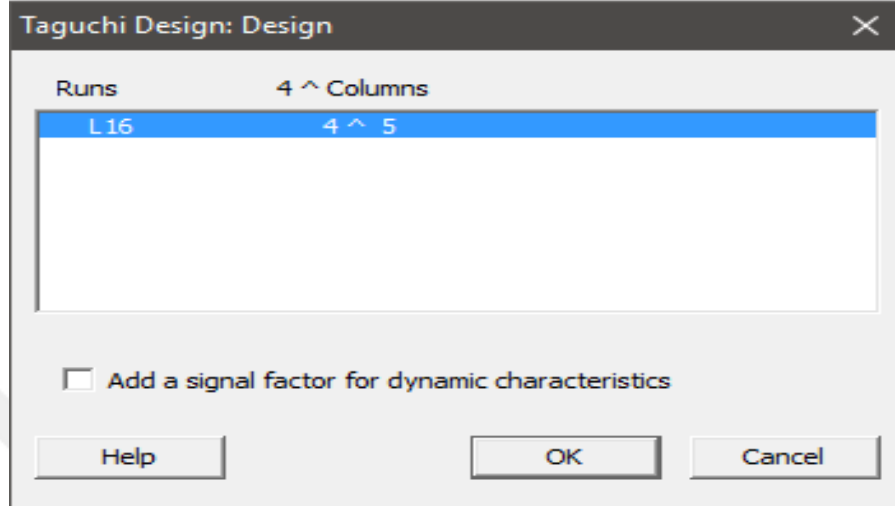 Taguchi Design: Design
Runs 4 ^ Columns
L16 4 ^ 5
Add a signal factor for dynamic characteristics
Help OK Cancel